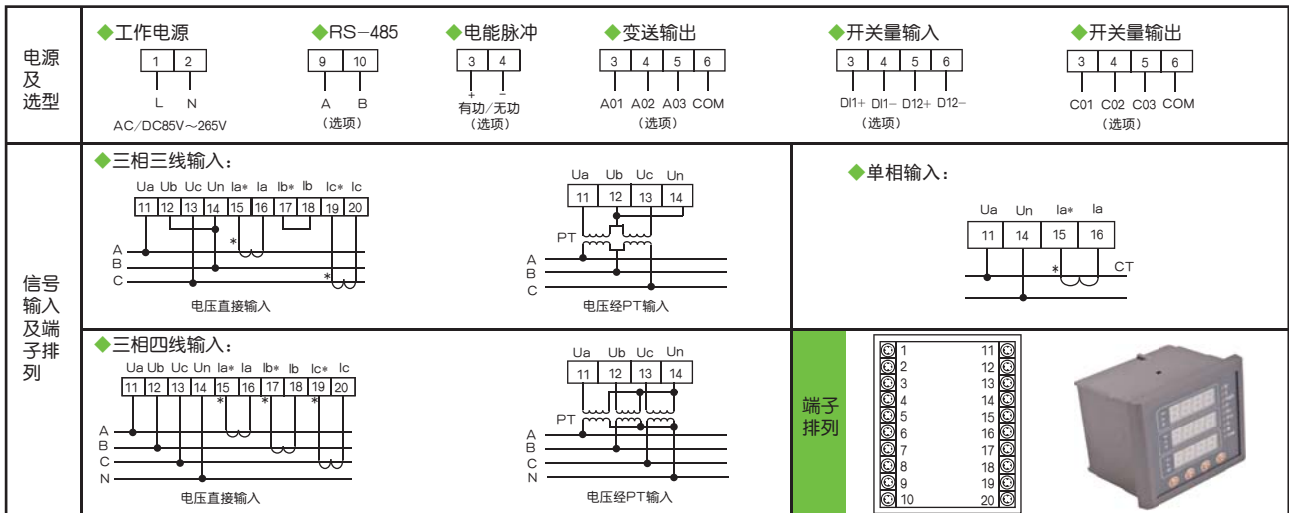 电源
及
选型
◆工作电源
1 2
L N
AC/DC85V～265V
◆RS-485
9 10
A B
(选项)
◆电能脉冲
3 4
+ -
有功/无功
(选项)
◆变送输出
3 4 5 6
A01 A02 A03 COM
(选项)
◆开关量输入
3 4 5 6
DI1+ DI1- D12+ D12-
(选项)
◆开关量输出
3 4 5 6
C01 C02 C03 COM
(选项)
信号
输入
及端
子排
列
◆三相三线输入：
Ua Ub Uc Un Ia* Ia Ib* Ib Ic* Ic
11 12 13 14 15 16 17 18 19 20
*
A
B
C
*
电压直接输入
Ua Ub Uc Un
11 12 13 14
PT
A
B
C
电压经PT输入
◆单相输入：
Ua Un Ia* Ia
11 14 15 16
* CT
◆三相四线输入：
Ua Ub Uc Un Ia* Ia Ib* Ib Ic* Ic
11 12 13 14 15 16 17 18 19 20
* * *
A
B
C
N
电压直接输入
Ua Ub Uc Un
11 12 13 14
PT
A
B
C
N
电压经PT输入
端子
排列
1 11
2 12
3 13
4 14
5 15
6 16
7 17
8 18
9 19
10 20